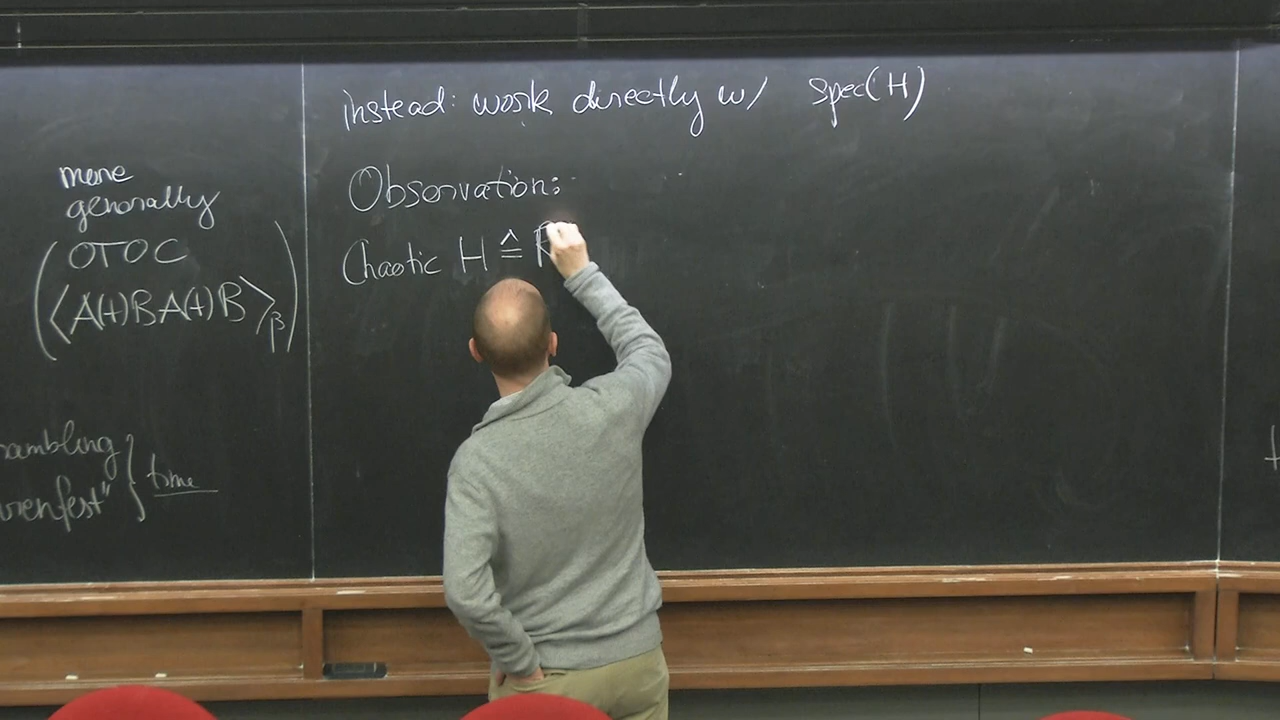 more
generally
OTOC
⟨A(t)BA(t)B⟩β
time
instead: work directly w/ spec(H)
Observation:
Chaotic H ≙ R